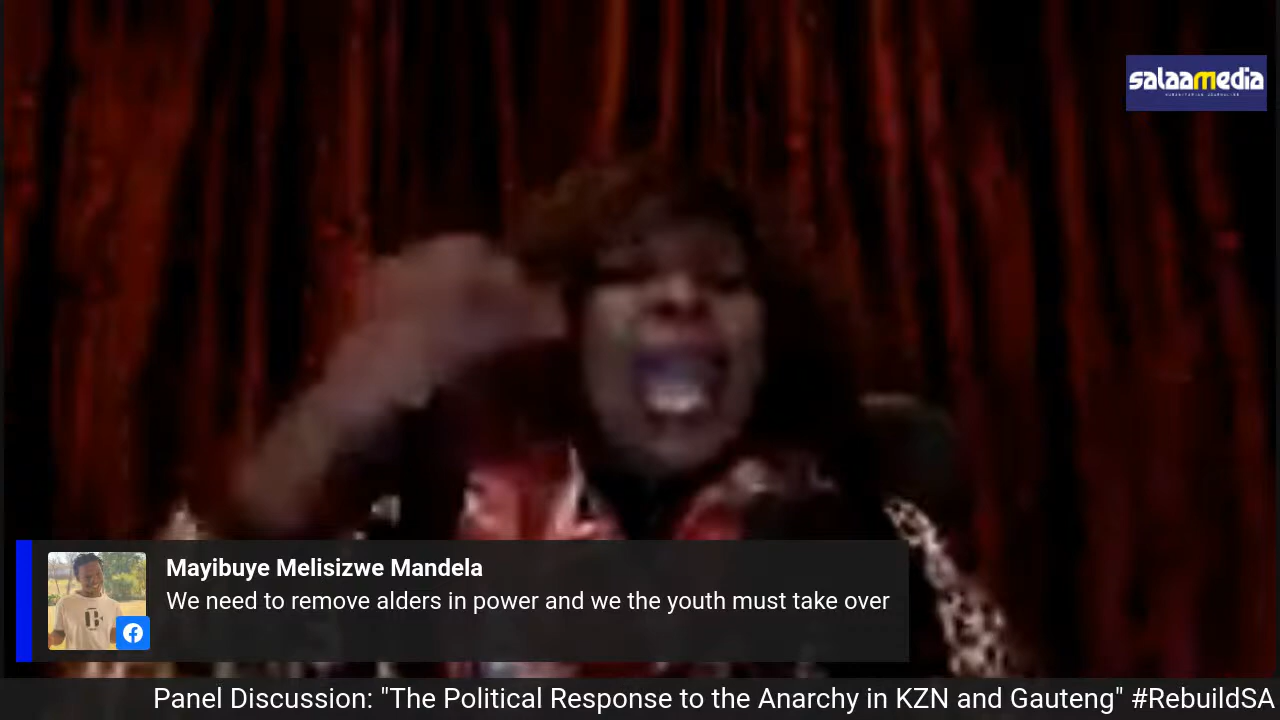 salaamedia
Mayibuye Melisizwe Mandela
We need to remove alders in power and we the youth must take over
Panel Discussion: "The Political Response to the Anarchy in KZN and Gauteng" #RebuildSA